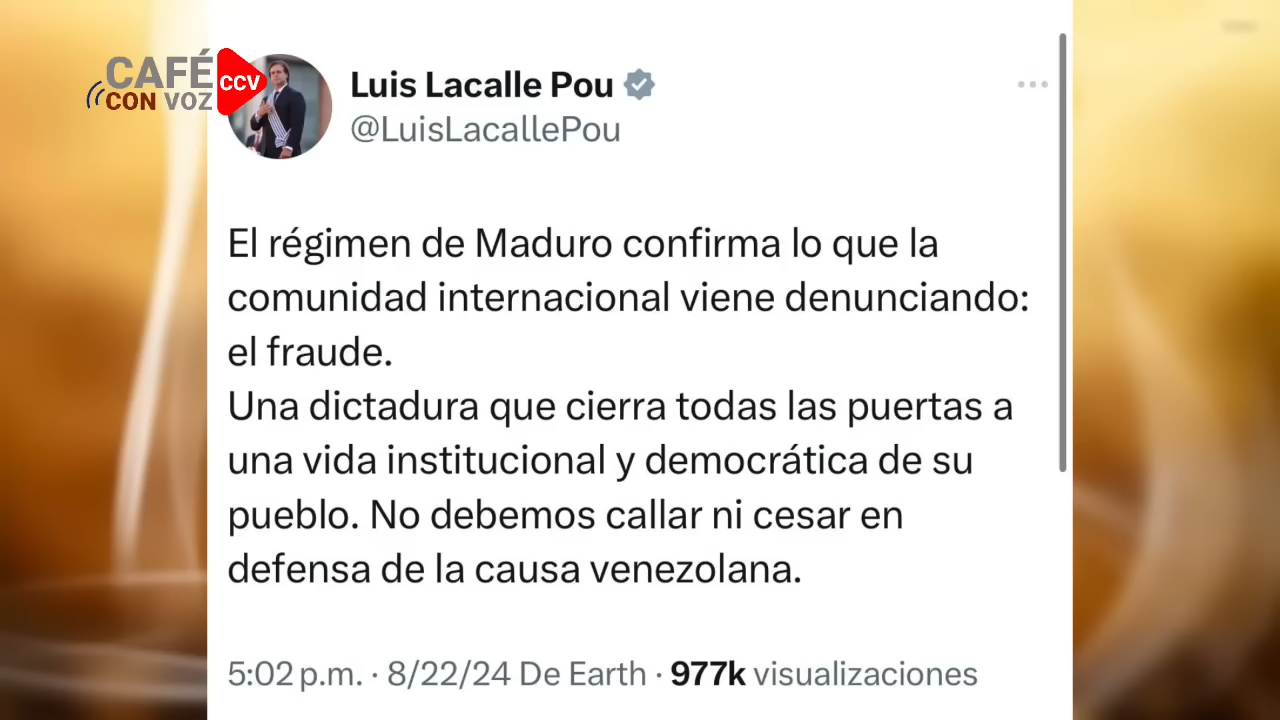 CAFÉ
CON VOZ
CCV
Luis Lacalle Pou
@LuisLacallePou
El régimen de Maduro confirma lo que la
comunidad internacional viene denunciando:
el fraude.
Una dictadura que cierra todas las puertas a
una vida institucional y democrática de su
pueblo. No debemos callar ni cesar en
defensa de la causa venezolana.
5:02 p.m. · 8/22/24 De Earth · 977k visualizaciones